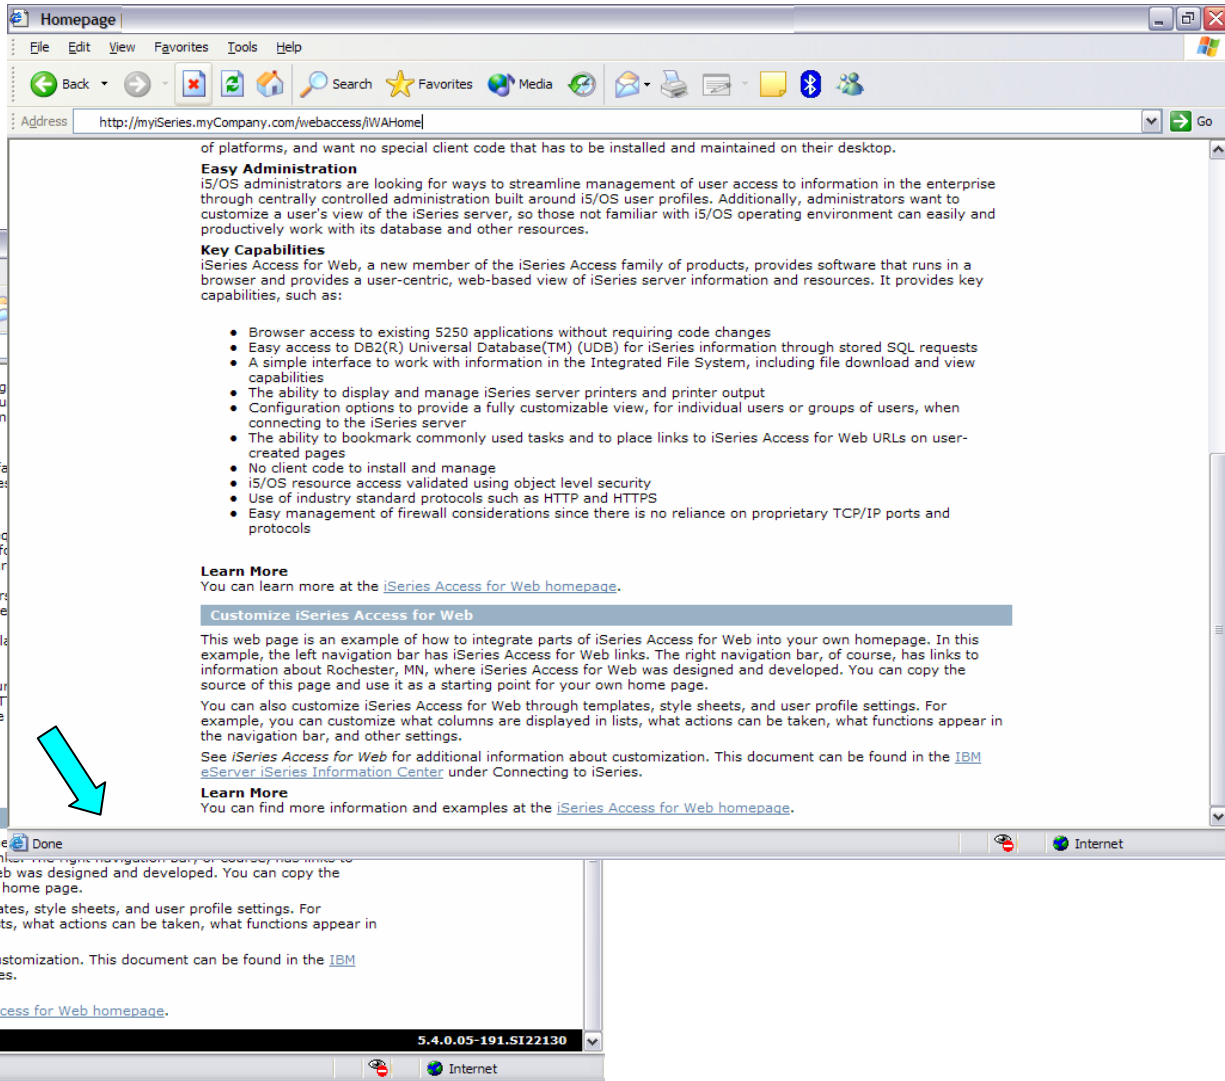 Homepage
File Edit View Favorites Tools Help
Back Search Favorites Media
Address http://myiSeries.myCompany.com/webaccess/iWAHome Go
of platforms, and want no special client code that has to be installed and maintained on their desktop.
Easy Administration
i5/OS administrators are looking for ways to streamline management of user access to information in the enterprise
through centrally controlled administration built around i5/OS user profiles. Additionally, administrators want to
customize a user's view of the iSeries server, so those not familiar with i5/OS operating environment can easily and
productively work with its database and other resources.
Key Capabilities
iSeries Access for Web, a new member of the iSeries Access family of products, provides software that runs in a
browser and provides a user-centric, web-based view of iSeries server information and resources. It provides key
capabilities, such as:
● Browser access to existing 5250 applications without requiring code changes
● Easy access to DB2(R) Universal Database(TM) (UDB) for iSeries information through stored SQL requests
● A simple interface to work with information in the Integrated File System, including file download and view
capabilities
● The ability to display and manage iSeries server printers and printer output
● Configuration options to provide a fully customizable view, for individual users or groups of users, when
connecting to the iSeries server
● The ability to bookmark commonly used tasks and to place links to iSeries Access for Web URLs on user-
created pages
● No client code to install and manage
● i5/OS resource access validated using object level security
● Use of industry standard protocols such as HTTP and HTTPS
● Easy management of firewall considerations since there is no reliance on proprietary TCP/IP ports and
protocols
Learn More
You can learn more at the iSeries Access for Web homepage.
Customize iSeries Access for Web
This web page is an example of how to integrate parts of iSeries Access for Web into your own homepage. In this
example, the left navigation bar has iSeries Access for Web links. The right navigation bar, of course, has links to
information about Rochester, MN, where iSeries Access for Web was designed and developed. You can copy the
source of this page and use it as a starting point for your own home page.
You can also customize iSeries Access for Web through templates, style sheets, and user profile settings. For
example, you can customize what columns are displayed in lists, what actions can be taken, what functions appear in
the navigation bar, and other settings.
See iSeries Access for Web for additional information about customization. This document can be found in the IBM
eServer iSeries Information Center under Connecting to iSeries.
Learn More
You can find more information and examples at the iSeries Access for Web homepage.
Done Internet
nks. The right navigation bar, of course, has links to
eb was designed and developed. You can copy the
home page.
ates, style sheets, and user profile settings. For
sts, what actions can be taken, what functions appear in
ustomization. This document can be found in the IBM
es.
cess for Web homepage.
5.4.0.05-191.SI22130
Internet